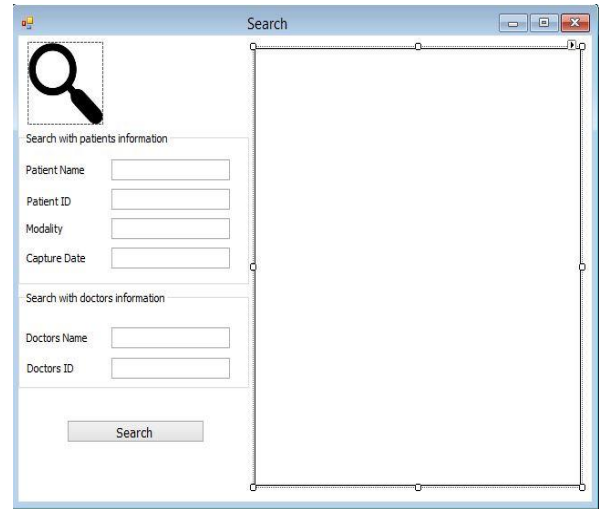 Search
Search with patients information
Patient Name
Patient ID
Modality
Capture Date
Search with doctors information
Doctors Name
Doctors ID
Search